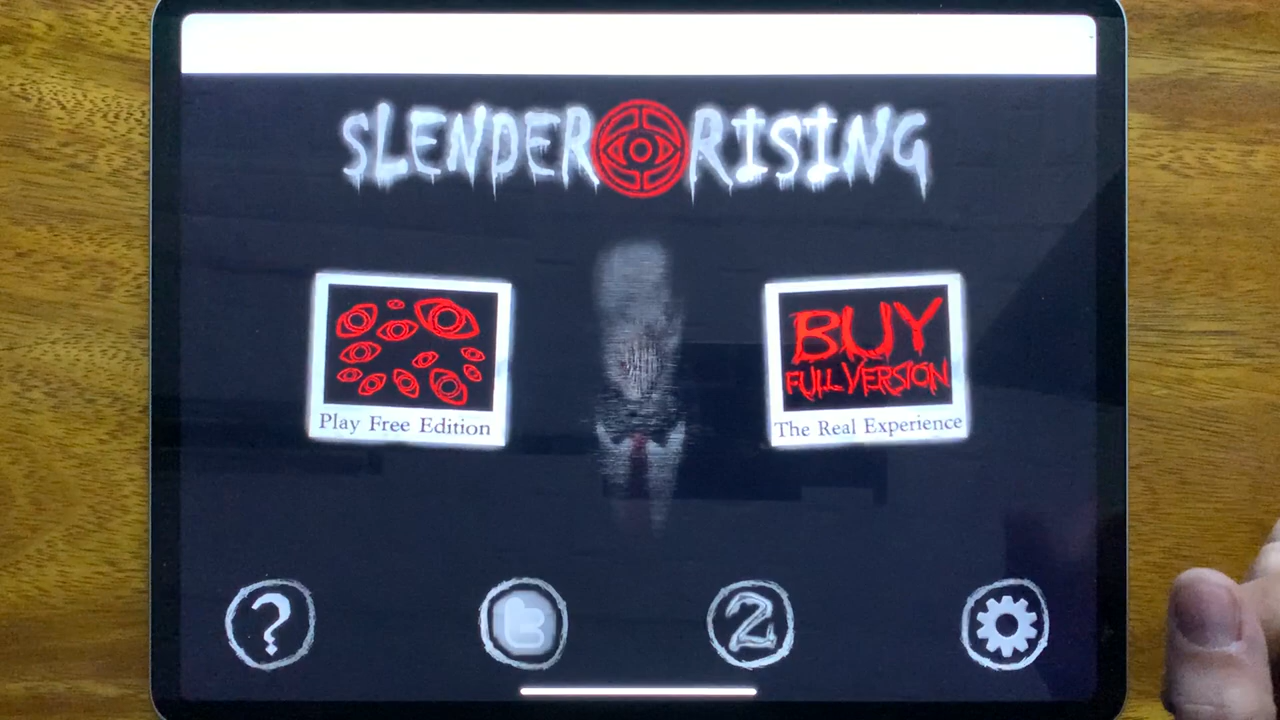 SLENDER RISING
BUY
FULL VERSION
Play Free Edition
The Real Experience
?
t
2